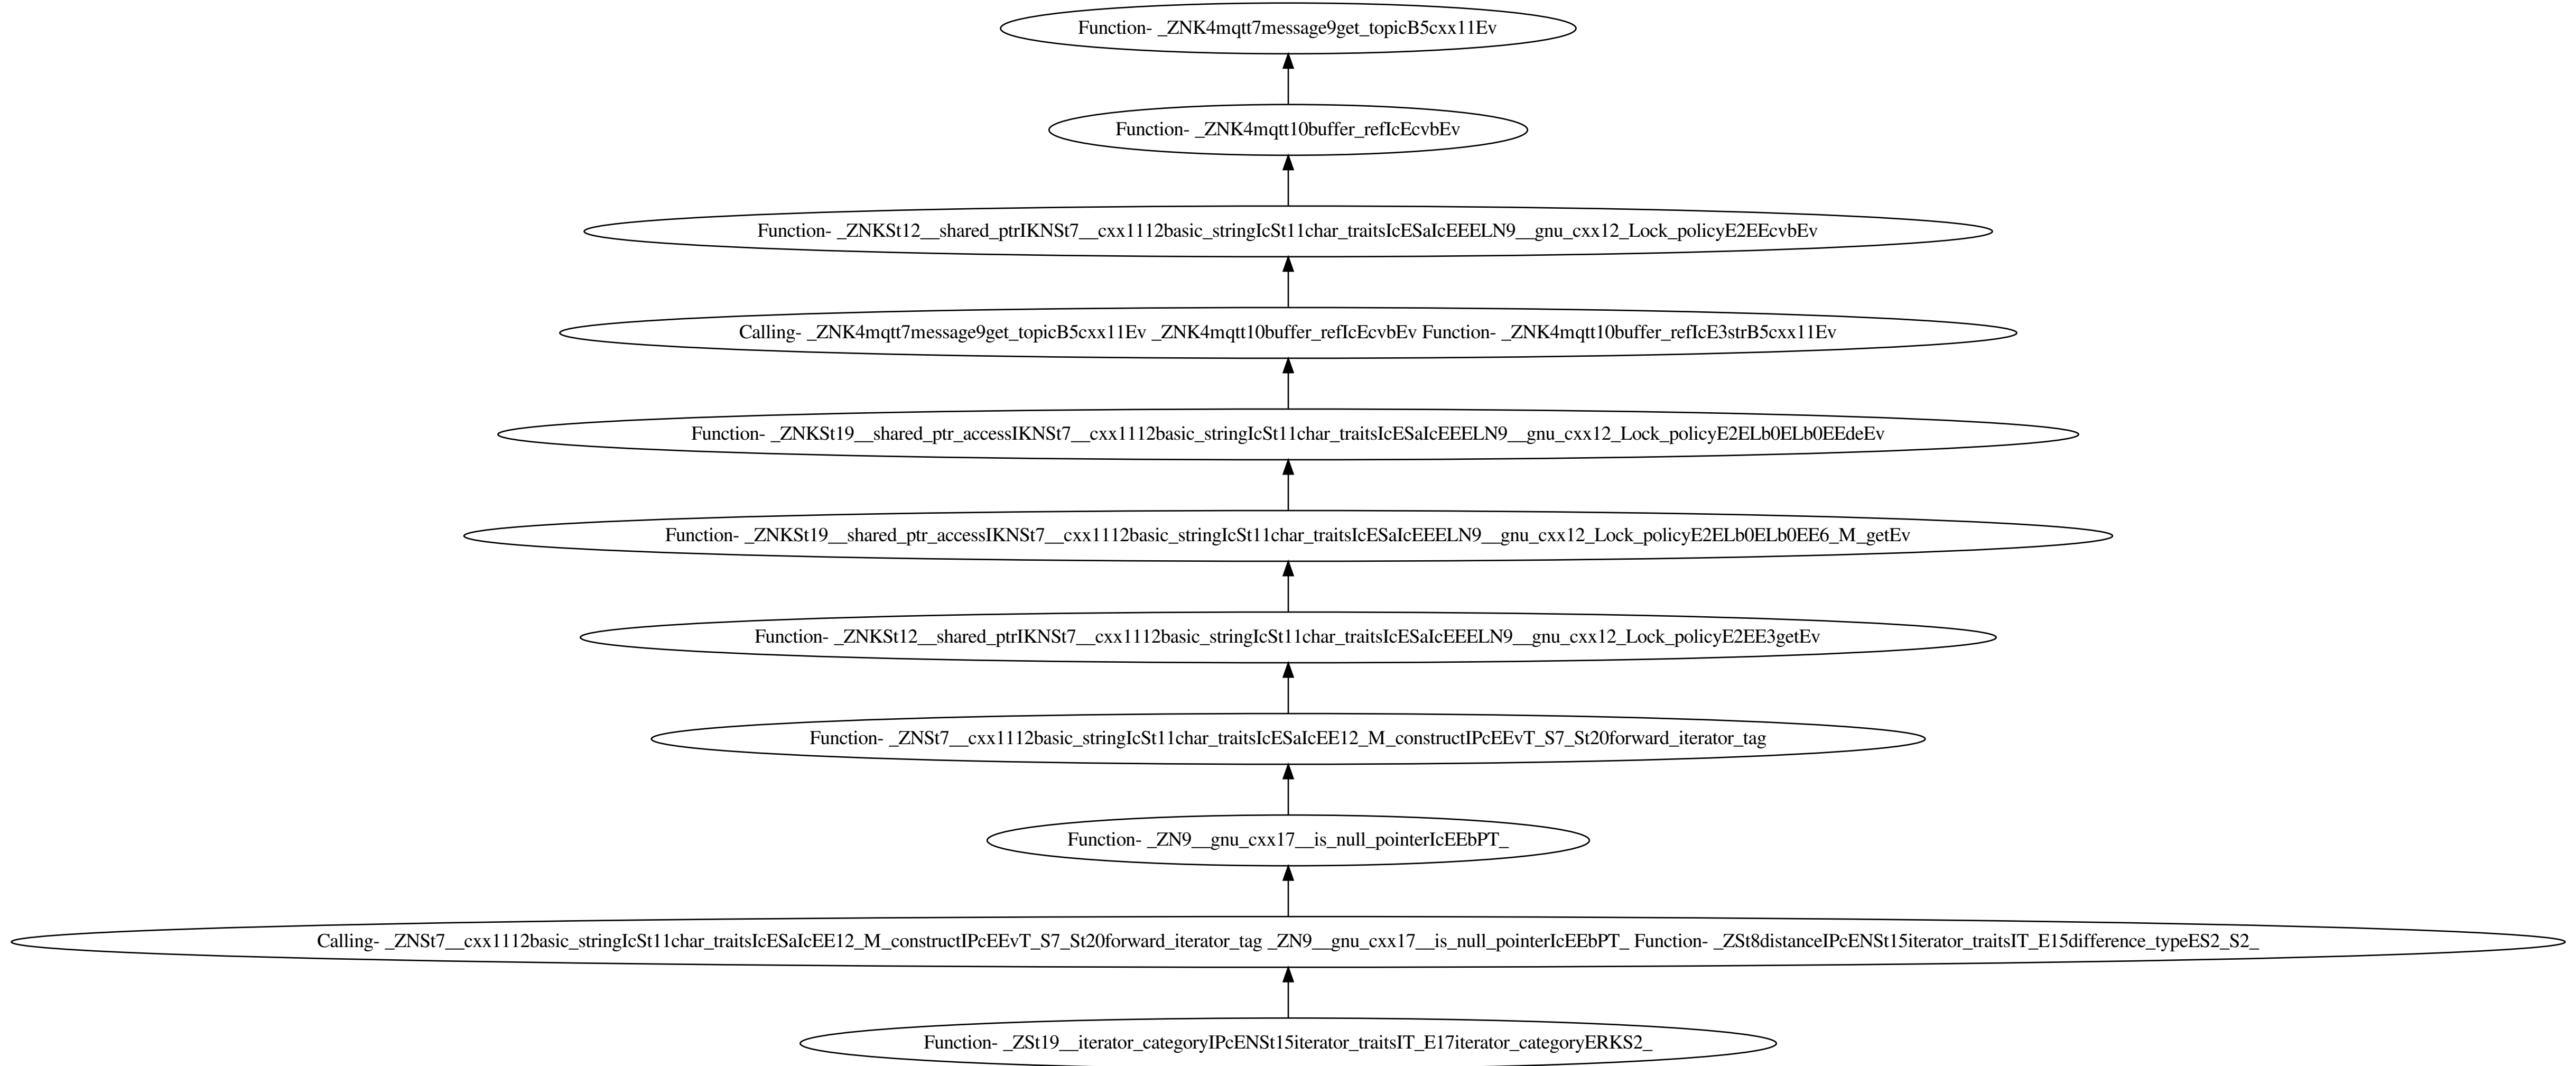 Function- _ZNK4mqtt7message9get_topicB5cxx11Ev
Function- _ZNK4mqtt10buffer_refIcEcvbEv
Function- _ZNKSt12__shared_ptrIKNSt7__cxx1112basic_stringIcSt11char_traitsIcESaIcEEELN9__gnu_cxx12_Lock_policyE2EEcvbEv
Calling- _ZNK4mqtt7message9get_topicB5cxx11Ev _ZNK4mqtt10buffer_refIcEcvbEv Function- _ZNK4mqtt10buffer_refIcE3strB5cxx11Ev
Function- _ZNKSt19__shared_ptr_accessIKNSt7__cxx1112basic_stringIcSt11char_traitsIcESaIcEEELN9__gnu_cxx12_Lock_policyE2ELb0ELb0EEdeEv
Function- _ZNKSt19__shared_ptr_accessIKNSt7__cxx1112basic_stringIcSt11char_traitsIcESaIcEEELN9__gnu_cxx12_Lock_policyE2ELb0ELb0EE6_M_getEv
Function- _ZNKSt12__shared_ptrIKNSt7__cxx1112basic_stringIcSt11char_traitsIcESaIcEEELN9__gnu_cxx12_Lock_policyE2EE3getEv
Function- _ZNSt7__cxx1112basic_stringIcSt11char_traitsIcESaIcEE12_M_constructIPcEEvT_S7_St20forward_iterator_tag
Function- _ZN9__gnu_cxx17__is_null_pointerIcEEbPT_
Calling- _ZNSt7__cxx1112basic_stringIcSt11char_traitsIcESaIcEE12_M_constructIPcEEvT_S7_St20forward_iterator_tag _ZN9__gnu_cxx17__is_null_pointerIcEEbPT_ Function- _ZSt8distanceIPcENSt15iterator_traitsIT_E15difference_typeES2_S2_
Function- _ZSt19__iterator_categoryIPcENSt15iterator_traitsIT_E17iterator_categoryERKS2_